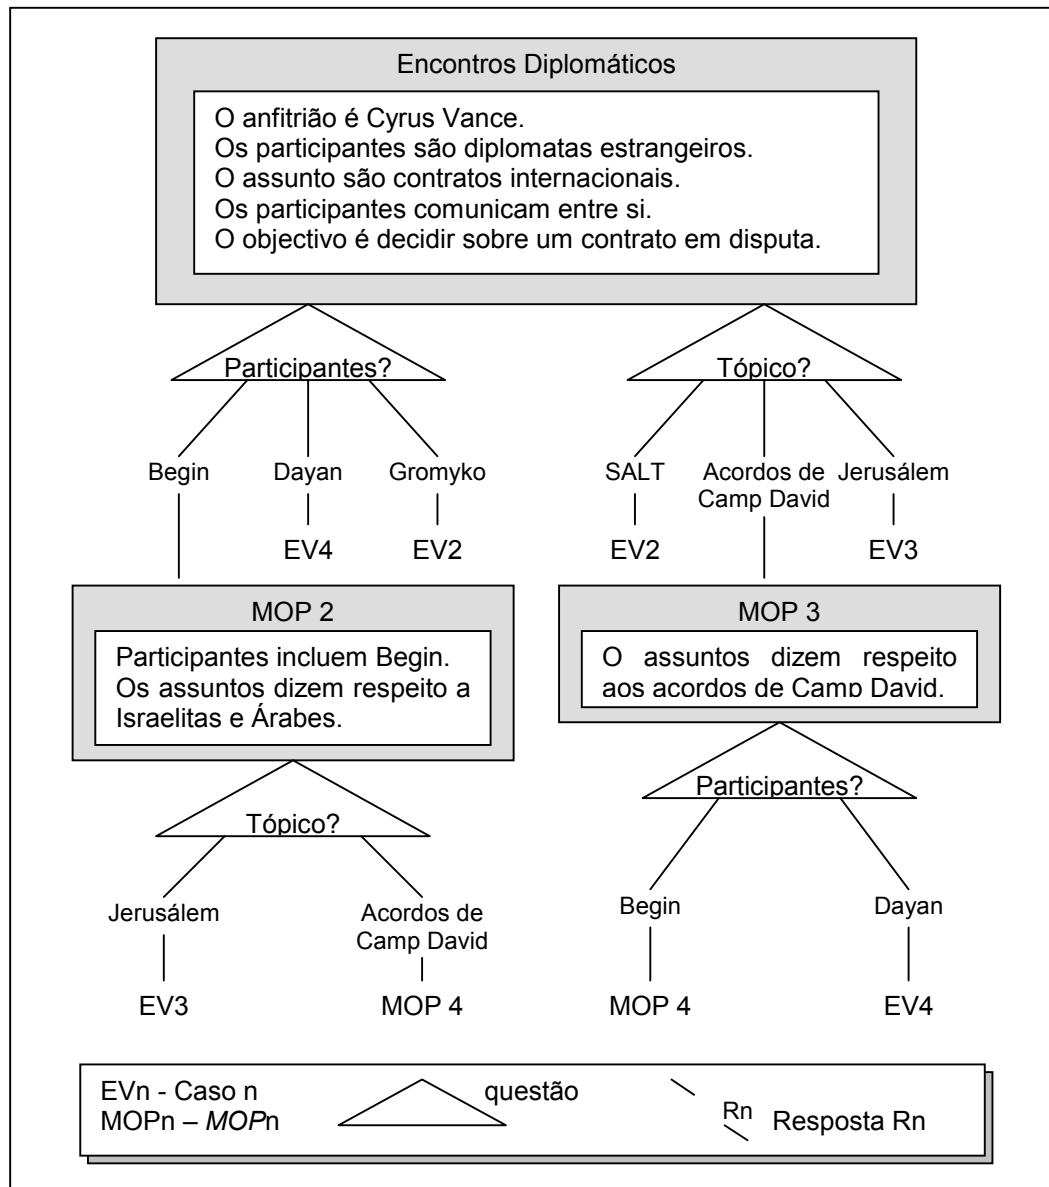 Encontros Diplomáticos
O anfitrião é Cyrus Vance.
Os participantes são diplomatas estrangeiros.
O assunto são contratos internacionais.
Os participantes comunicam entre si.
O objectivo é decidir sobre um contrato em disputa.
Participantes?
Tópico?
Begin
Dayan
Gromyko
SALT
Acordos de
Camp David
Jerusálem
EV4
EV2
EV2
EV3
MOP 2
Participantes incluem Begin.
Os assuntos dizem respeito a
Israelitas e Árabes.
MOP 3
O assuntos dizem respeito
aos acordos de Camp David.
Tópico?
Participantes?
Jerusálem
Acordos de
Camp David
Begin
Dayan
EV3
MOP 4
MOP 4
EV4
EVn - Caso n
MOPn – MOPn
questão
Rn
Resposta Rn